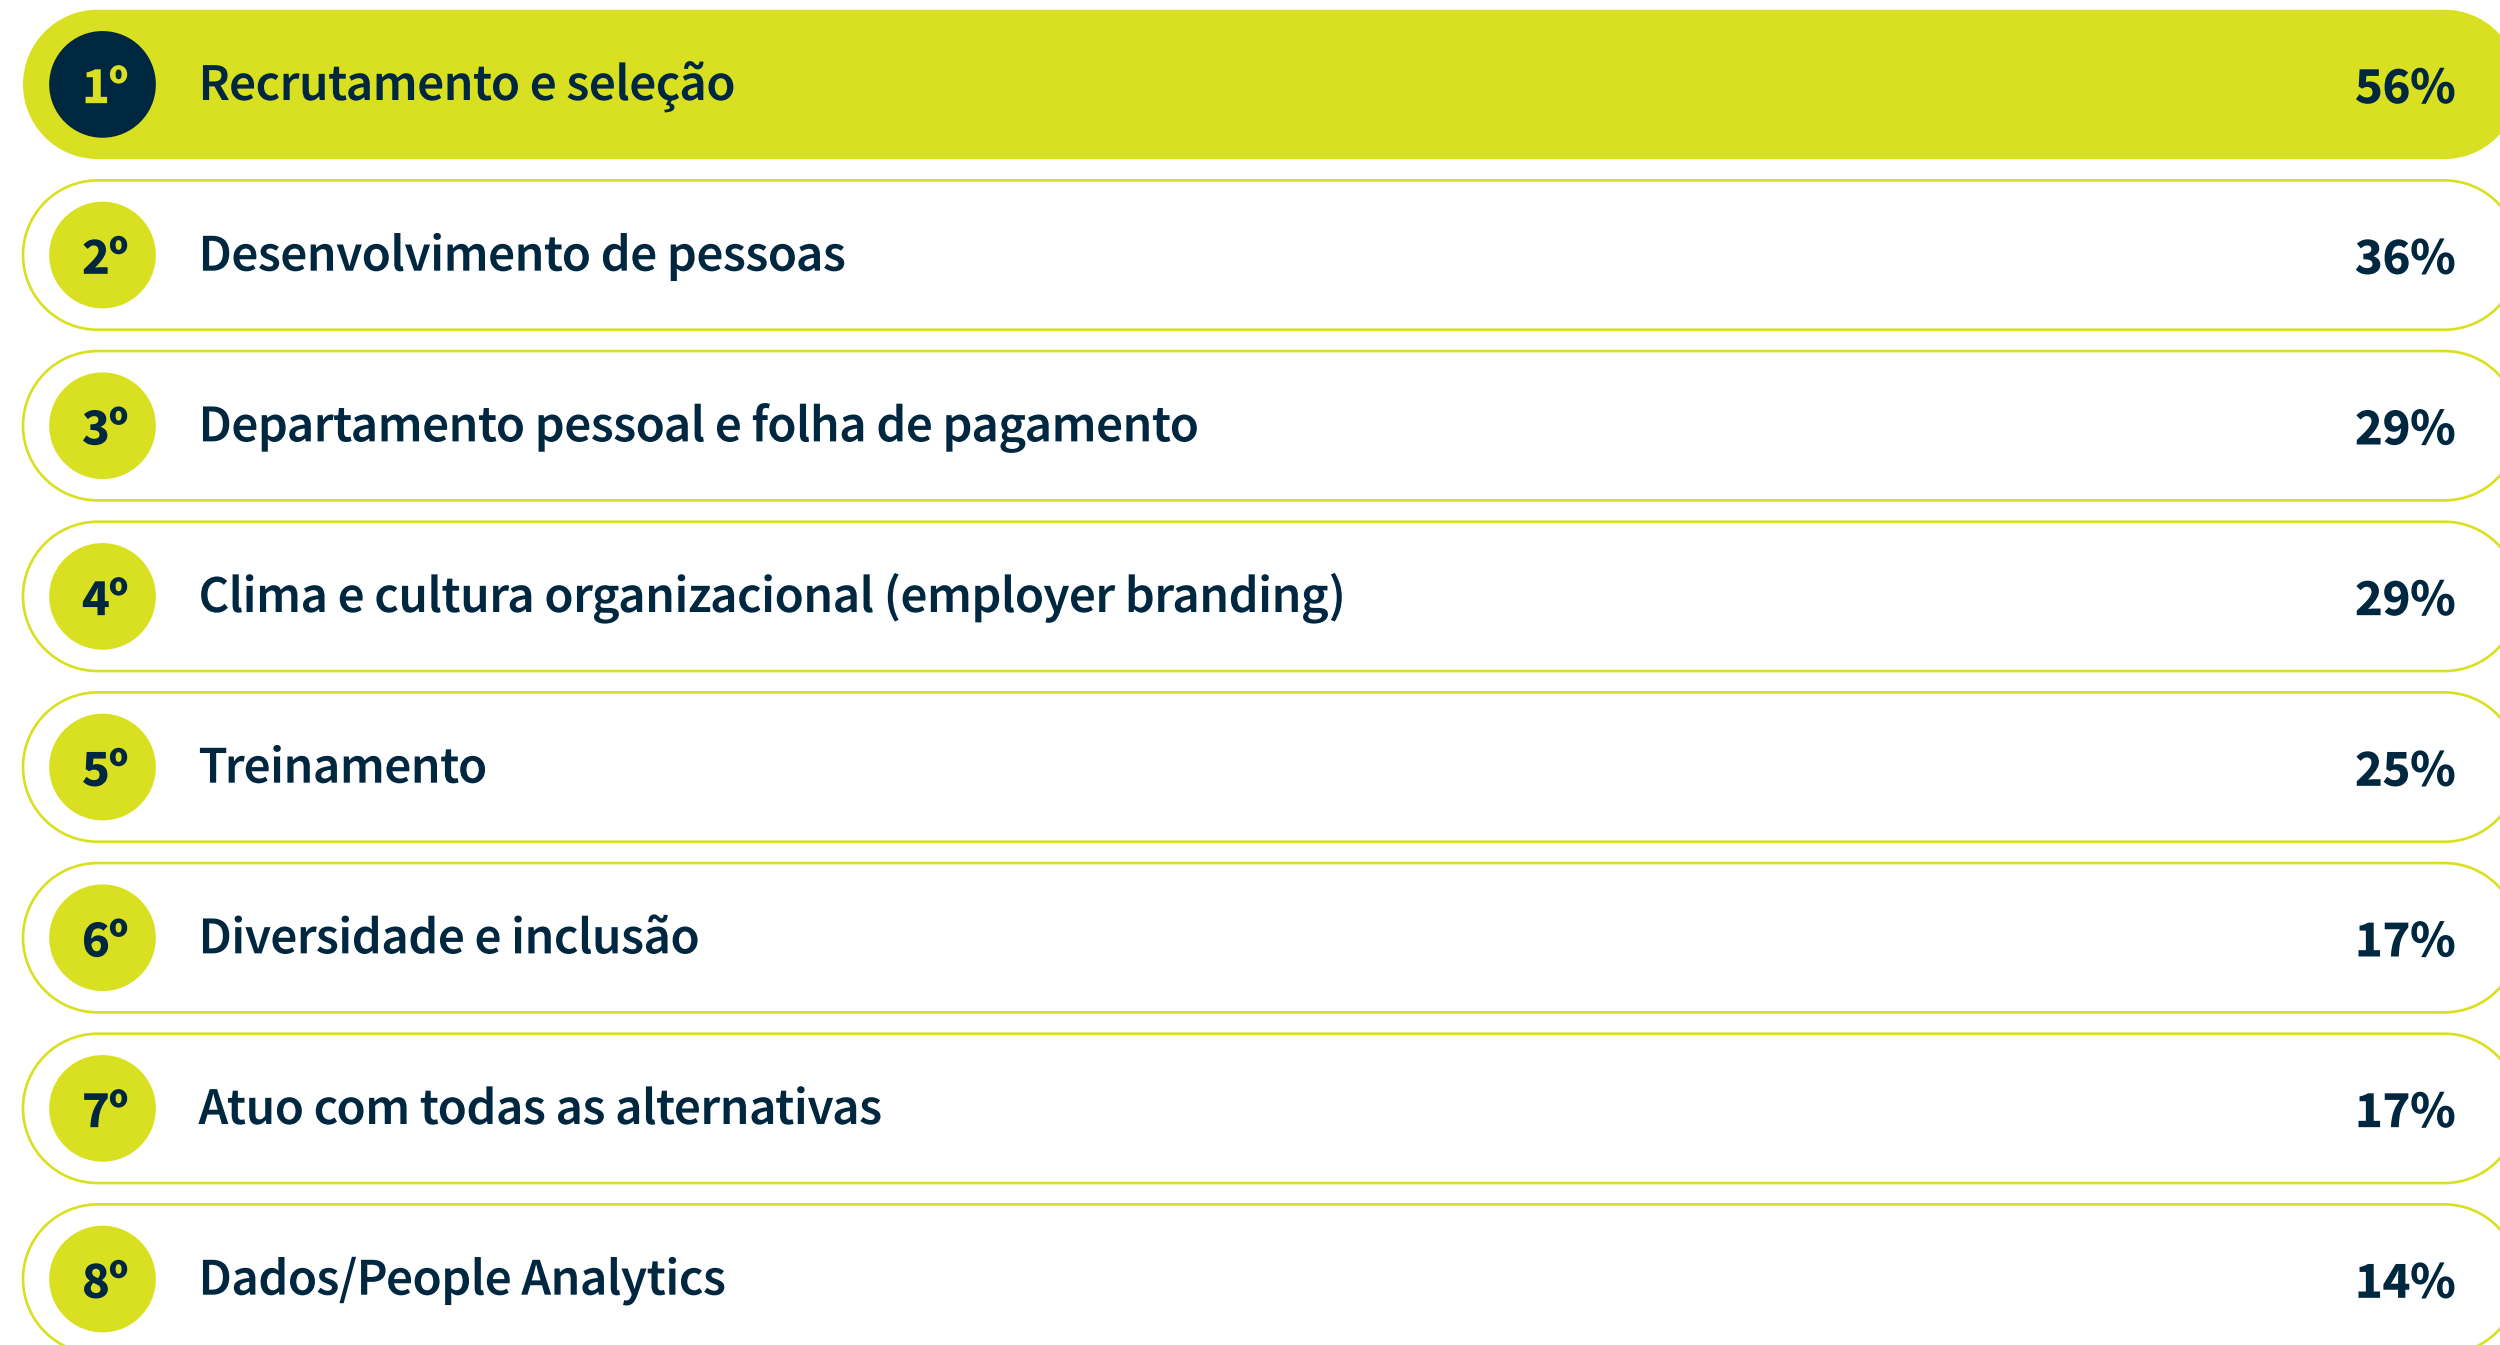 1º Recrutamento e seleção 56%
2º Desenvolvimento de pessoas 36%
3º Departamento pessoal e folha de pagamento 29%
4º Clima e cultura organizacional (employer branding) 29%
5º Treinamento 25%
6º Diversidade e inclusão 17%
7º Atuo com todas as alternativas 17%
8º Dados/People Analytics 14%